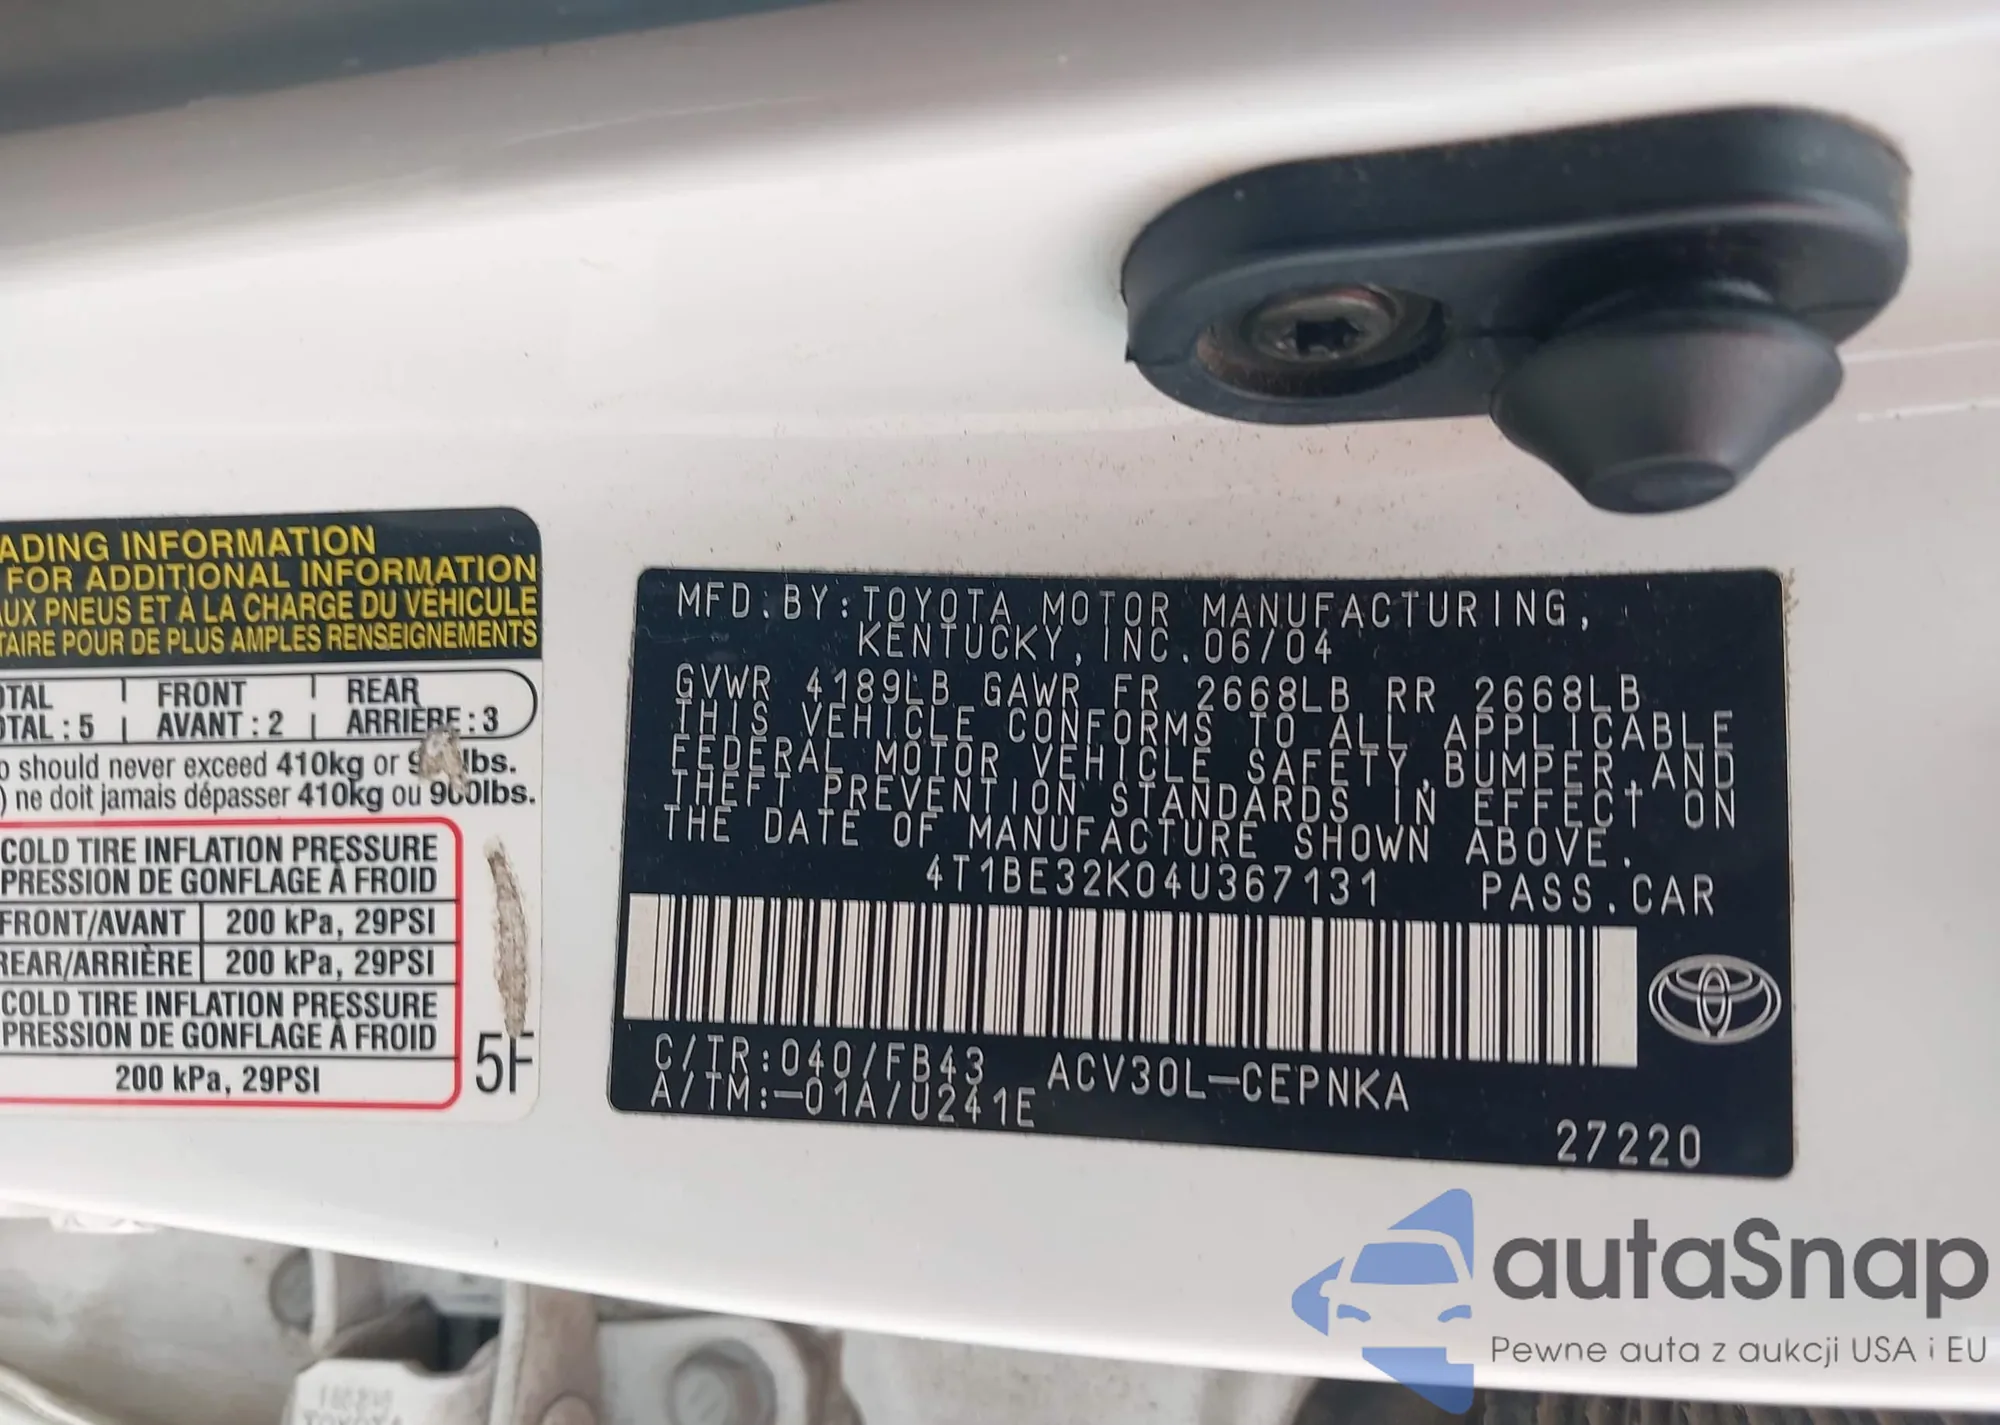 ADING INFORMATION
FOR ADDITIONAL INFORMATION
AUX PNEUS ET À LA CHARGE DU VÉHICULE
TAIRE POUR DE PLUS AMPLES RENSEIGNEMENTS
OTAL | FRONT | REAR
OTAL : 5 | AVANT : 2 | ARRIÈRE : 3
o should never exceed 410kg or lbs.
) ne doit jamais dépasser 410kg ou 900lbs.
COLD TIRE INFLATION PRESSURE
PRESSION DE GONFLAGE À FROID
FRONT/AVANT 200 kPa, 29PSI
REAR/ARRIÈRE 200 kPa, 29PSI
COLD TIRE INFLATION PRESSURE
PRESSION DE GONFLAGE À FROID
200 kPa, 29PSI
5F
MFD.BY:TOYOTA MOTOR MANUFACTURING,
KENTUCKY,INC.06/04
GVWR 4189LB GAWR FR 2668LB RR 2668LB
THIS VEHICLE CONFORMS TO ALL APPLICABLE
FEDERAL MOTOR VEHICLE SAFETY,BUMPER,AND
THEFT PREVENTION STANDARDS IN EFFECT ON
THE DATE OF MANUFACTURE SHOWN ABOVE.
4T1BE32K04U367131 PASS.CAR
C/TR:040/FB43 ACV30L-CEPNKA
A/TM:-01A/U241E
27220
autaSnap
Pewne auta z aukcji USA i EU